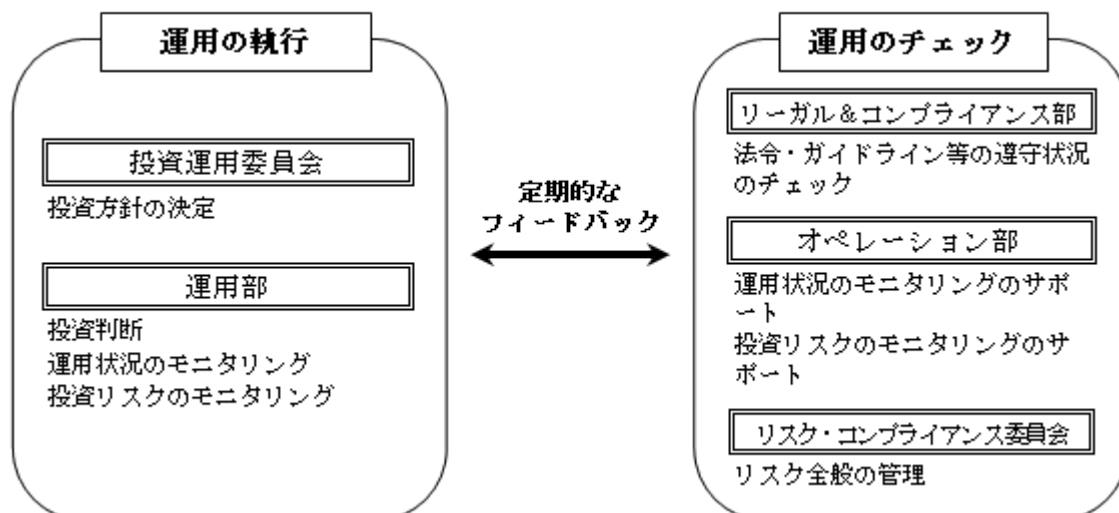 運用の執行
投資運用委員会
投資方針の決定
運用部
投資判断
運用状況のモニタリング
投資リスクのモニタリング
定期的な
フィードバック
運用のチェック
リーガル＆コンプライアンス部
法令・ガイドライン等の遵守状況
のチェック
オペレーション部
運用状況のモニタリングのサポ
ート
投資リスクのモニタリングのサ
ポート
リスク・コンプライアンス委員会
リスク全般の管理